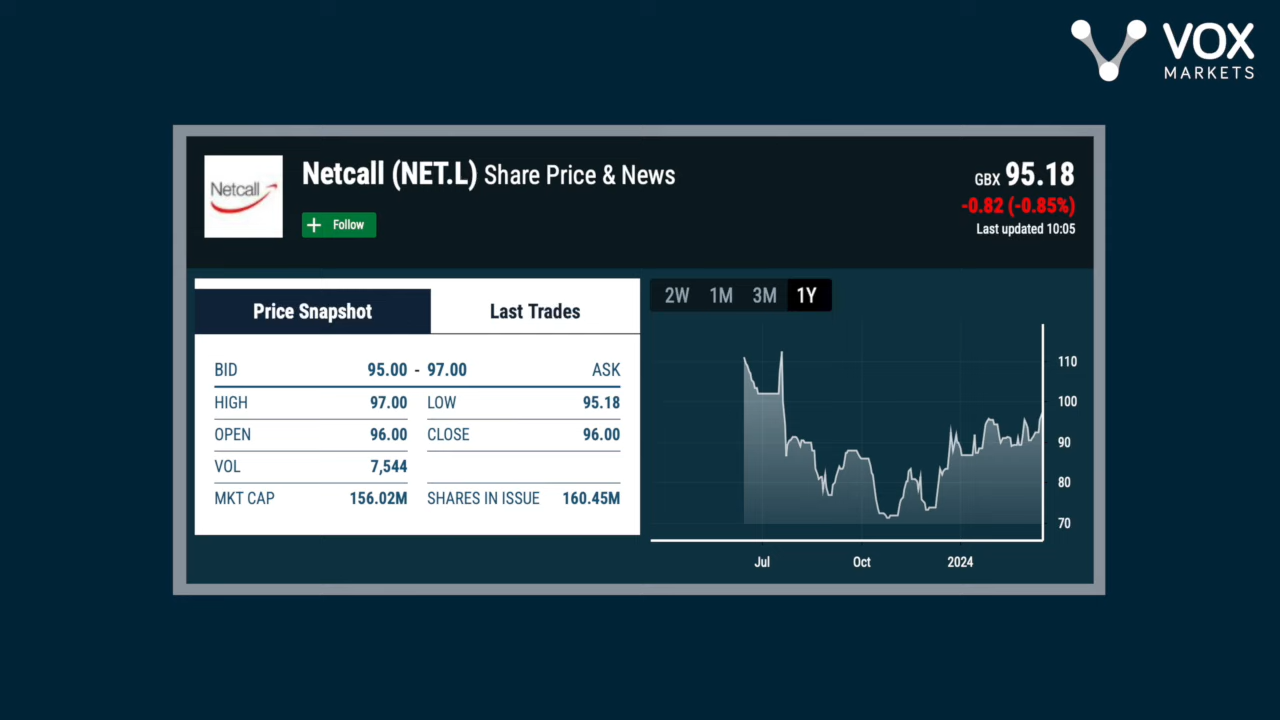 VOX
MARKETS
Netcall
Netcall (NET.L) Share Price & News
+ Follow
GBX 95.18
-0.82 (-0.85%)
Last updated 10:05
Price Snapshot
Last Trades
BID 95.00 - 97.00 ASK
HIGH 97.00 LOW 95.18
OPEN 96.00 CLOSE 96.00
VOL 7,544
MKT CAP 156.02M SHARES IN ISSUE 160.45M
2W 1M 3M 1Y
110
100
90
80
70
Jul Oct 2024